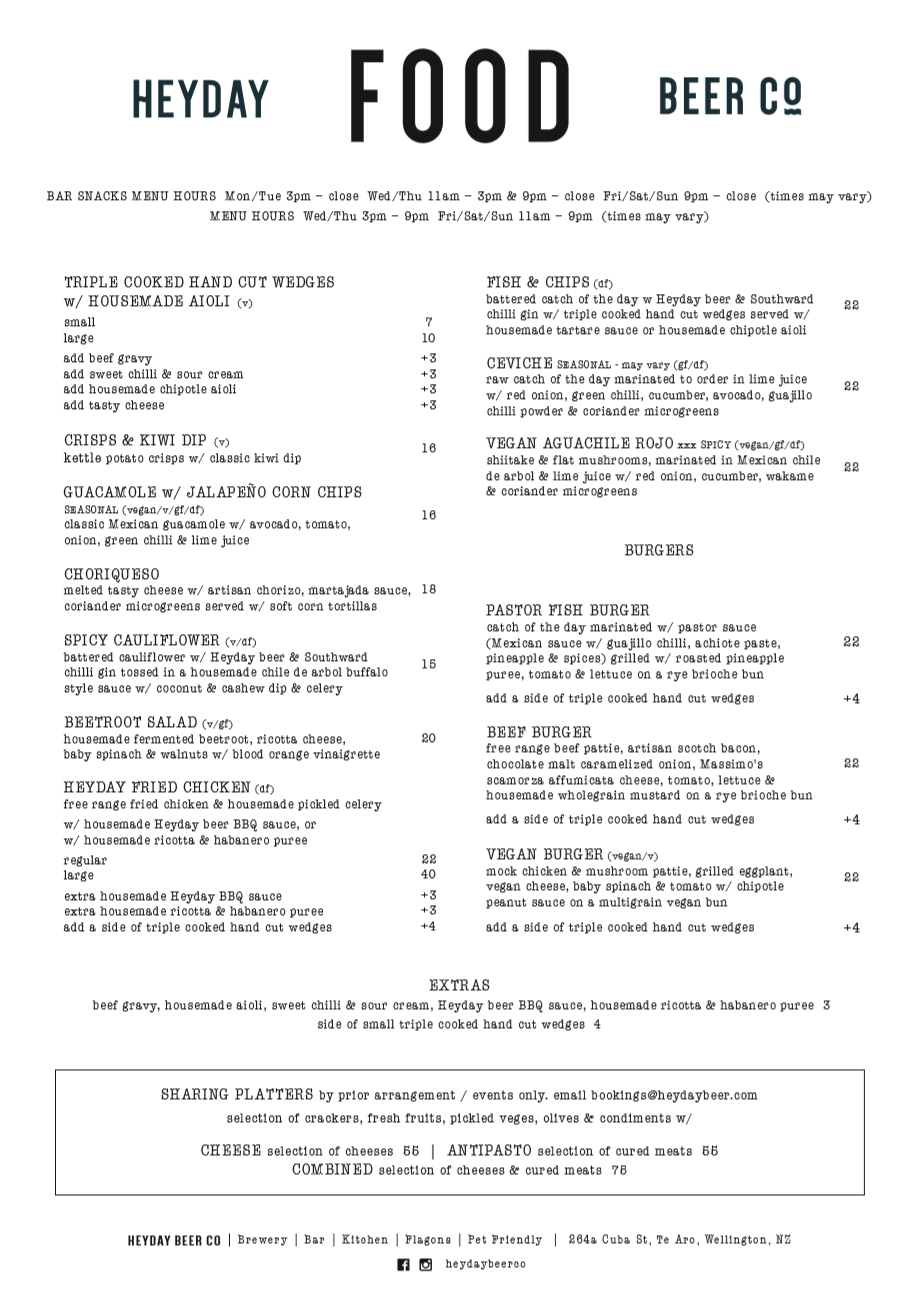 HEYDAY FOOD BEER CO
BAR SNACKS MENU HOURS Mon/Tue 3pm – close Wed/Thu 11am – 3pm & 9pm – close Fri/Sat/Sun 9pm – close (times may vary)
MENU HOURS Wed/Thu 3pm – 9pm Fri/Sat/Sun 11am – 9pm (times may vary)
TRIPLE COOKED HAND CUT WEDGES
w/ HOUSEMADE AIOLI (v)
small 7
large 10
add beef gravy +3
add sweet chilli & sour cream +3
add housemade chipotle aioli +3
add tasty cheese +3
CRISPS & KIWI DIP (v)
kettle potato crisps w/ classic kiwi dip 16
GUACAMOLE w/ JALAPEÑO CORN CHIPS
SEASONAL (vegan/v/gf/df)
classic Mexican guacamole w/ avocado, tomato, 16
onion, green chilli & lime juice
CHORIQUESO
melted tasty cheese w/ artisan chorizo, martajada sauce, 18
coriander microgreens served w/ soft corn tortillas
SPICY CAULIFLOWER (v/df)
battered cauliflower w/ Heyday beer & Southward
chilli gin tossed in a housemade chile de arbol buffalo 15
style sauce w/ coconut & cashew dip & celery
BEETROOT SALAD (v/gf)
housemade fermented beetroot, ricotta cheese, 20
baby spinach & walnuts w/ blood orange vinaigrette
HEYDAY FRIED CHICKEN (df)
free range fried chicken & housemade pickled celery
w/ housemade Heyday beer BBQ sauce, or
w/ housemade ricotta & habanero puree
regular 22
large 40
extra housemade Heyday BBQ sauce +3
extra housemade ricotta & habanero puree +3
add a side of triple cooked hand cut wedges +4
FISH & CHIPS (df)
battered catch of the day w Heyday beer & Southward 22
chilli gin w/ triple cooked hand cut wedges served w/
housemade tartare sauce or housemade chipotle aioli
CEVICHE SEASONAL - may vary (gf/df)
raw catch of the day marinated to order in lime juice 22
w/ red onion, green chilli, cucumber, avocado, guajillo
chilli powder & coriander microgreens
VEGAN AGUACHILE ROJO xxx SPICY (vegan/gf/df)
shiitake & flat mushrooms, marinated in Mexican chile 22
de arbol & lime juice w/ red onion, cucumber, wakame
& coriander microgreens
BURGERS
PASTOR FISH BURGER
catch of the day marinated w/ pastor sauce
(Mexican sauce w/ guajillo chilli, achiote paste, 22
pineapple & spices) grilled w/ roasted pineapple
puree, tomato & lettuce on a rye brioche bun
add a side of triple cooked hand cut wedges +4
BEEF BURGER
free range beef pattie, artisan scotch bacon,
chocolate malt caramelized onion, Massimo's 22
scamorza affumicata cheese, tomato, lettuce &
housemade wholegrain mustard on a rye brioche bun
add a side of triple cooked hand cut wedges +4
VEGAN BURGER (vegan/v)
mock chicken & mushroom pattie, grilled eggplant, 22
vegan cheese, baby spinach & tomato w/ chipotle
peanut sauce on a multigrain vegan bun
add a side of triple cooked hand cut wedges +4
EXTRAS
beef gravy, housemade aioli, sweet chilli & sour cream, Heyday beer BBQ sauce, housemade ricotta & habanero puree 3
side of small triple cooked hand cut wedges 4
SHARING PLATTERS by prior arrangement / events only. email bookings@heydaybeer.com
selection of crackers, fresh fruits, pickled veges, olives & condiments w/
CHEESE selection of cheeses 55 | ANTIPASTO selection of cured meats 55
COMBINED selection of cheeses & cured meats 75
HEYDAY BEER CO | Brewery | Bar | Kitchen | Flagons | Pet Friendly | 264a Cuba St, Te Aro, Wellington, NZ
heydaybeerco